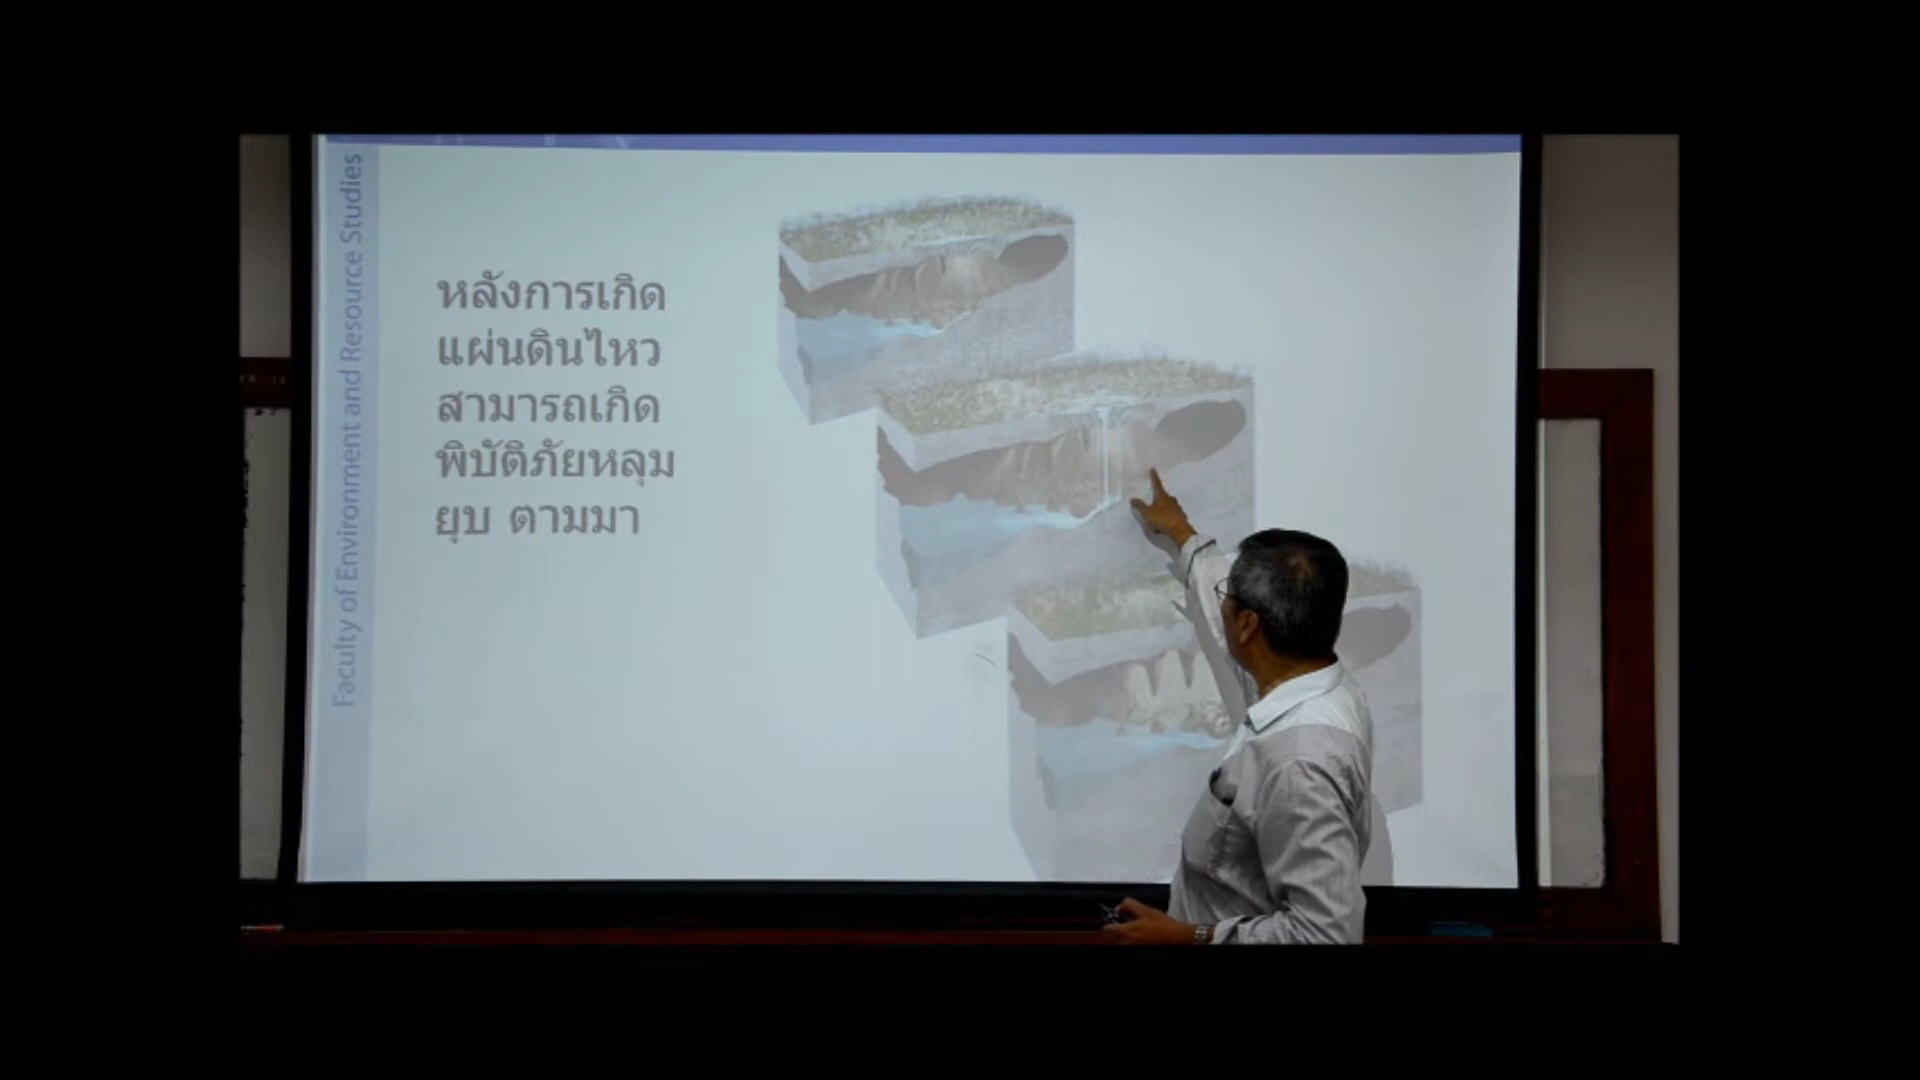 Faculty of Environment and Resource Studies
หลังการเกิด
แผ่นดินไหว
สามารถเกิด
พิบัติภัยหลุม
ยุบ ตามมา